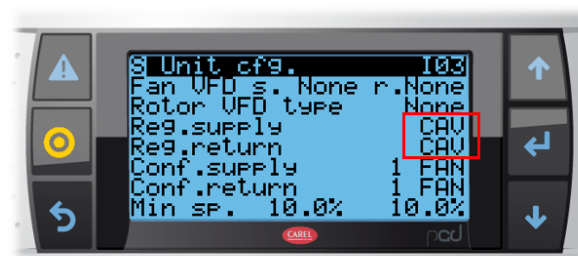 S Unit cfg. I03
Fan VFD s. None r.None
Rotor VFD type None
Reg.supply CAV
Reg.return CAV
Conf.supply 1 FAN
Conf.return 1 FAN
Min sp. 10.0% 10.0%
CAREL pGD